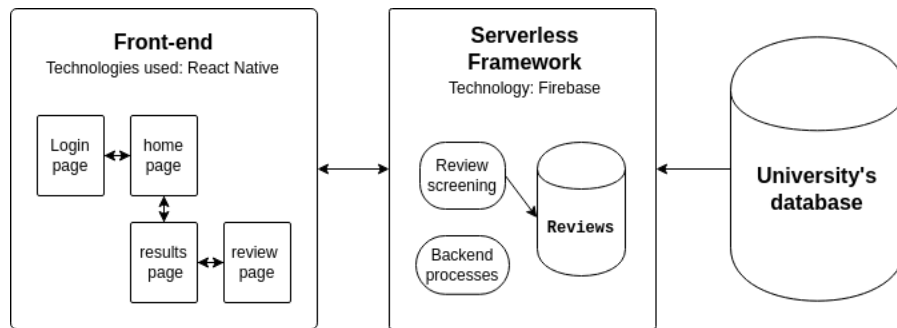 Front-end
Technologies used: React Native
Login
page
home
page
results
page
review
page
Serverless
Framework
Technology: Firebase
Review
screening
Reviews
Backend
processes
University's
database